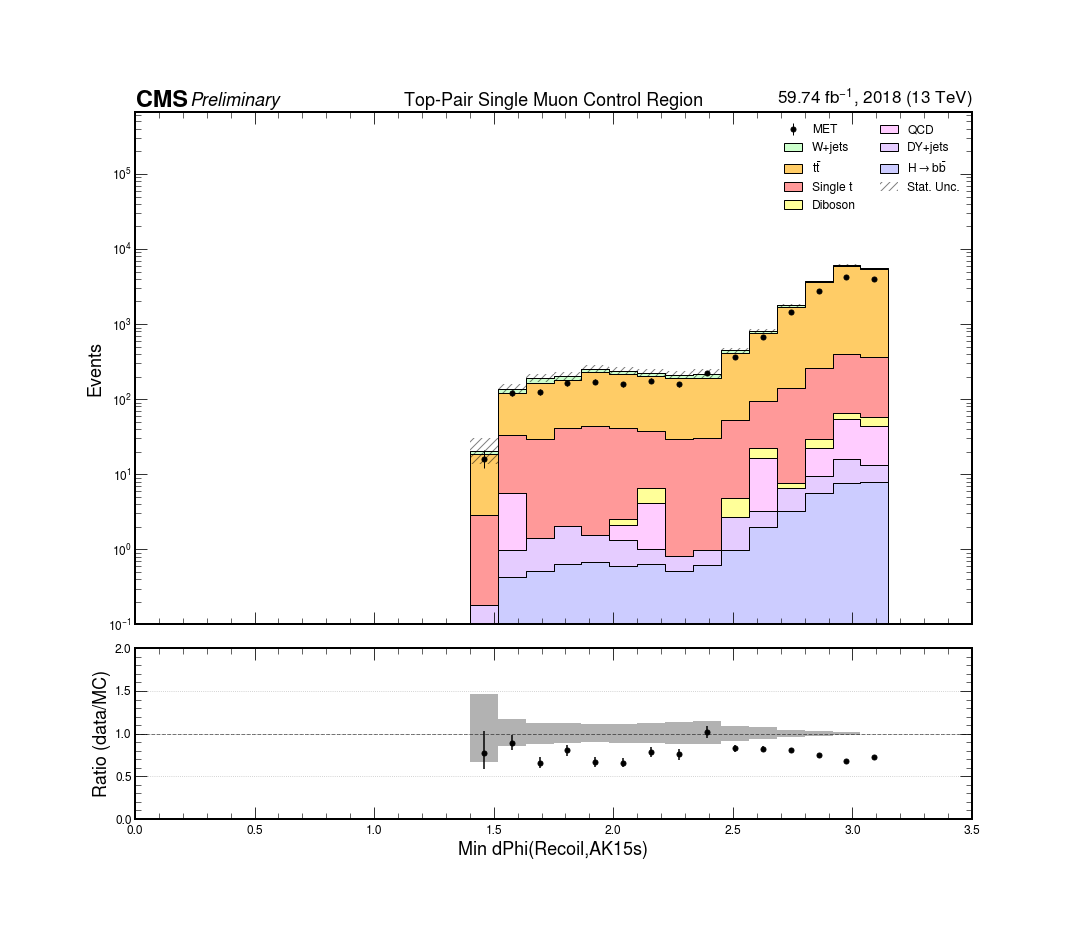 CMS Preliminary Top-Pair Single Muon Control Region 59.74 fb⁻¹, 2018 (13 TeV)
MET QCD
W+jets DY+jets
tt̄ H→bb̄
Single t Stat. Unc.
Diboson
Events
10⁵
10⁴
10³
10²
10¹
10⁰
10⁻¹
Ratio (data/MC)
2.0
1.5
1.0
0.5
0.0
0.0 0.5 1.0 1.5 2.0 2.5 3.0 3.5
Min dPhi(Recoil,AK15s)